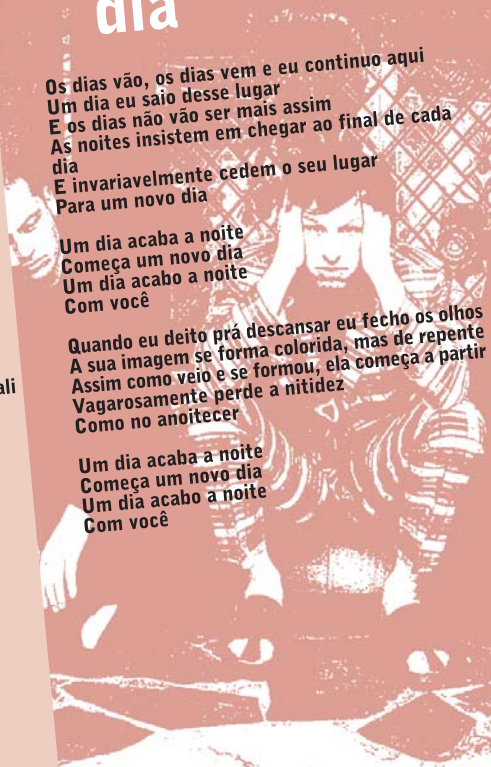 dia
Os dias vão, os dias vem e eu continuo aqui
Um dia eu saio desse lugar
E os dias não vão ser mais assim
As noites insistem em chegar ao final de cada
dia
E invariavelmente cedem o seu lugar
Para um novo dia

Um dia acaba a noite
Começa um novo dia
Um dia acabo a noite
Com você

Quando eu deito prá descansar eu fecho os olhos
A sua imagem se forma colorida, mas de repente
Assim como veio e se formou, ela começa a partir
Vagarosamente perde a nitidez
Como no anoitecer

Um dia acaba a noite
Começa um novo dia
Um dia acabo a noite
Com você
ali